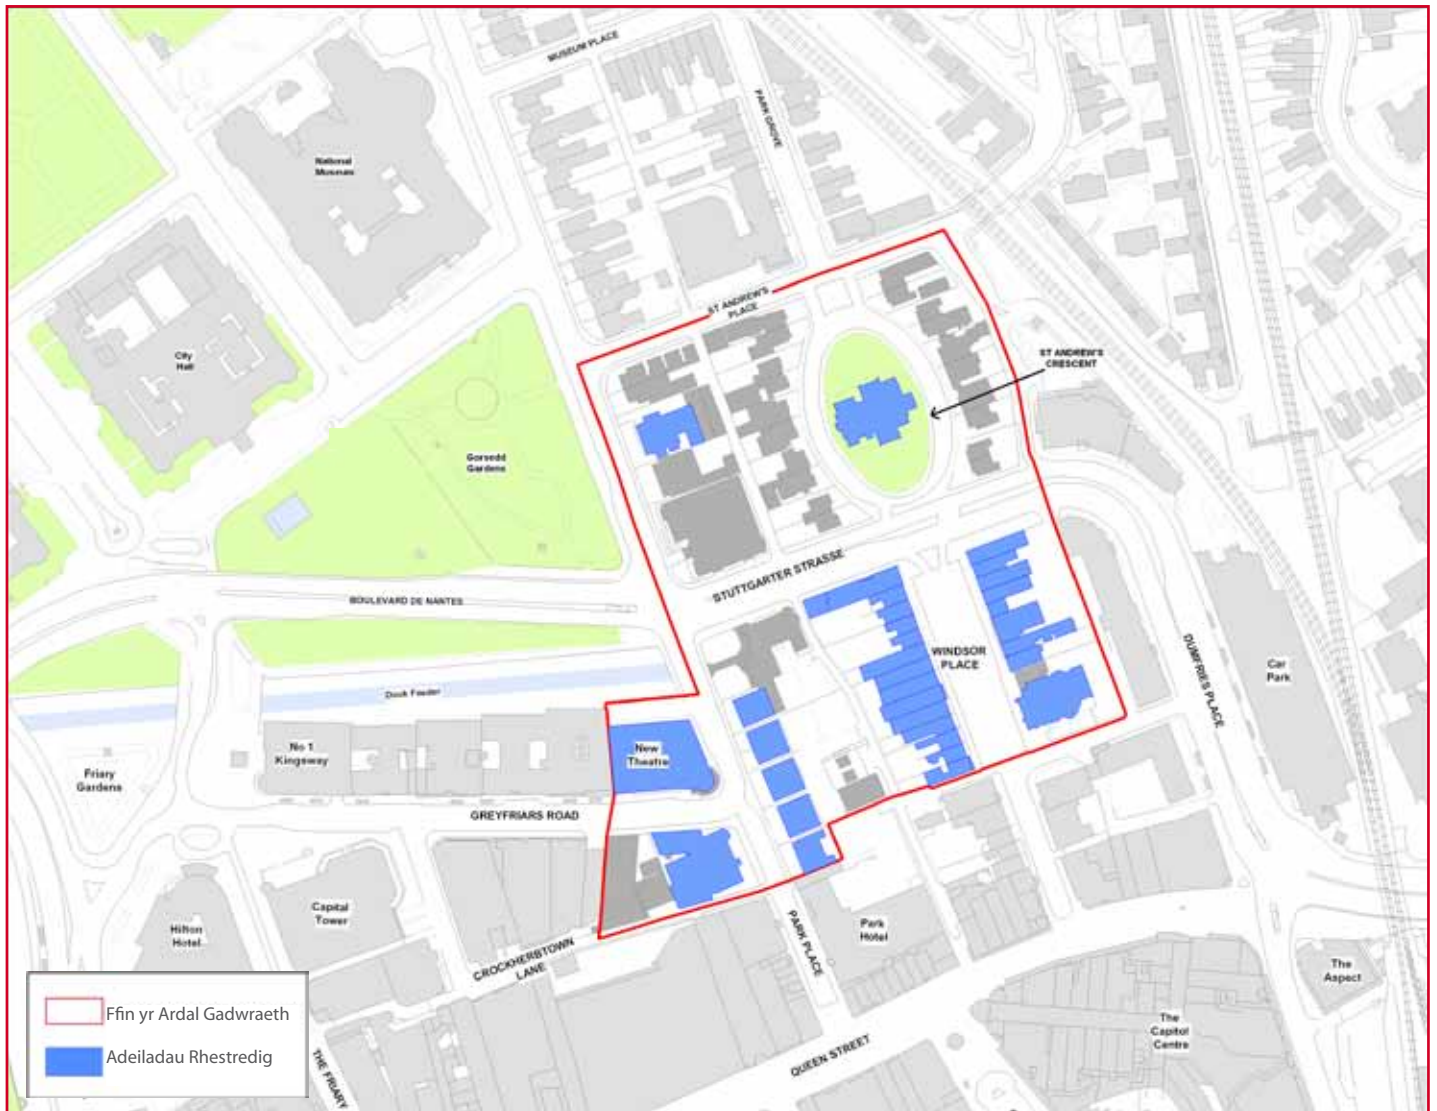 MUSEUM PLACE
PARK GROVE
National
Museum
ST ANDREW'S
PLACE
City
Hall
ST ANDREW'S
CRESCENT
Gorsedd
Gardens
STUTTGARTER STRASSE
BOULEVARD DE NANTES
WINDSOR
PLACE
DUMFRIES PLACE
Car
Park
Dock Feeder
No 1
Kingsway
New
Theatre
Friary
Gardens
GREYFRIARS ROAD
Capital
Tower
Hilton
Hotel
PARK PLACE
Park
Hotel
CROCKHERBTOWN
LANE
The
Aspect
The
Capitol
Centre
QUEEN STREET
THE FRIARY
Ffin yr Ardal Gadwraeth
Adeiladau Rhestredig